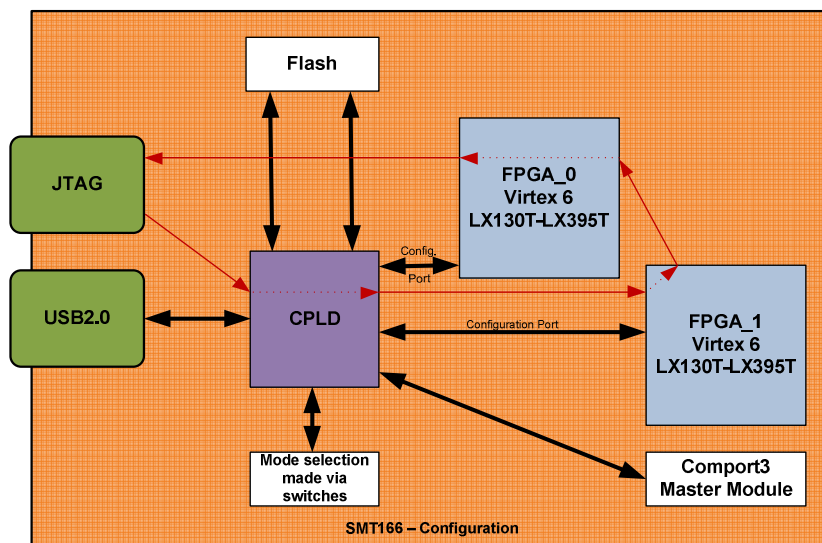 Flash
JTAG
FPGA_0
Virtex 6
LX130T-LX395T
Config.
Port
USB2.0
CPLD
Configuration Port
FPGA_1
Virtex 6
LX130T-LX395T
Mode selection
made via
switches
Comport3
Master Module
SMT166 – Configuration